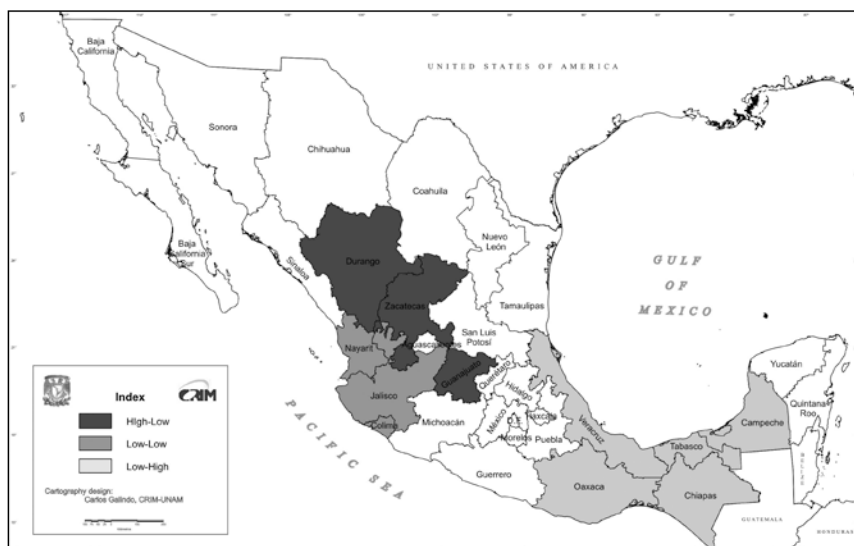 Baja
California
UNITED STATES OF AMERICA
Sonora
Chihuahua
Coahuila
Nuevo
León
Baja
California
Sur
Sinaloa
Durango
Zacatecas
Tamaulipas
San Luis
Potosí
Aguascalientes
Nayarit
Guanajuato
Querétaro
Hidalgo
Jalisco
Colima
Michoacán
México
D.F.
Tlaxcala
Morelos
Puebla
Veracruz
Guerrero
Oaxaca
Tabasco
Chiapas
Campeche
Yucatán
Quintana
Roo
BELIZE
GUATEMALA
HONDURAS
GULF
OF
MEXICO
PACIFIC SEA
CRIM
Index
High-Low
Low-Low
Low-High
Cartography design:
Carlos Galindo, CRIM-UNAM